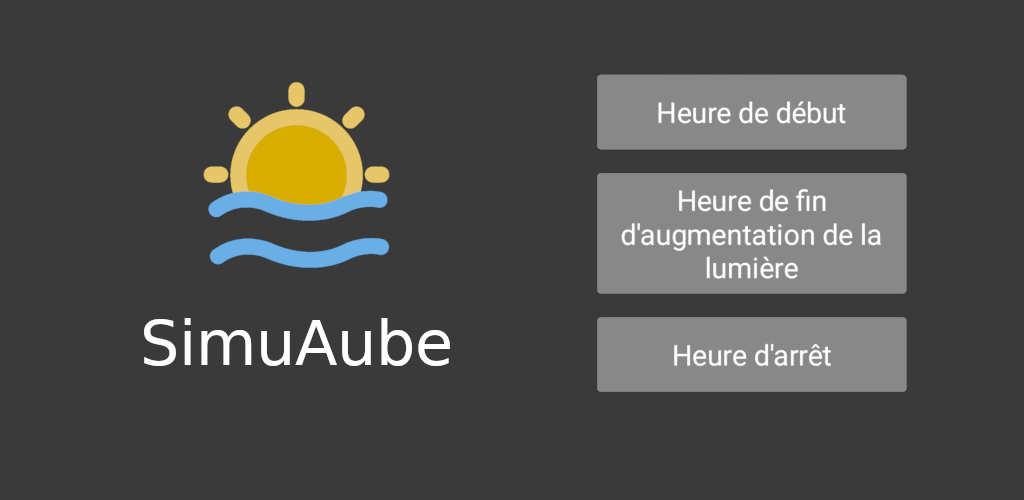 SimuAube
Heure de début
Heure de fin
d'augmentation de la
lumière
Heure d'arrêt